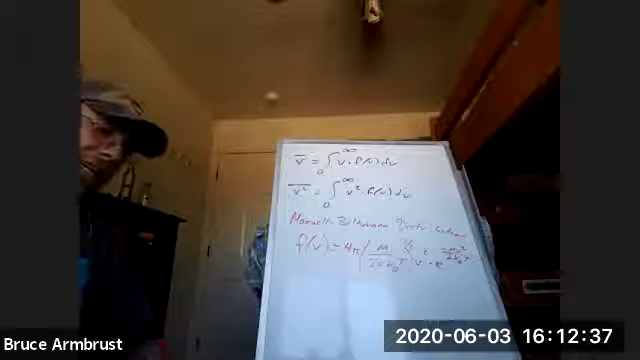 v̅ = ∫₀^∞ v·f(v)dv
v̅² = ∫₀^∞ v²·f(v)dv
Maxwell-Boltzmann Distribution
f(v) = 4π(m/2πk_BT)^3/2 v²·e^(-mv²/2k_BT)
Bruce Armbrust
2020-06-03 16:12:37